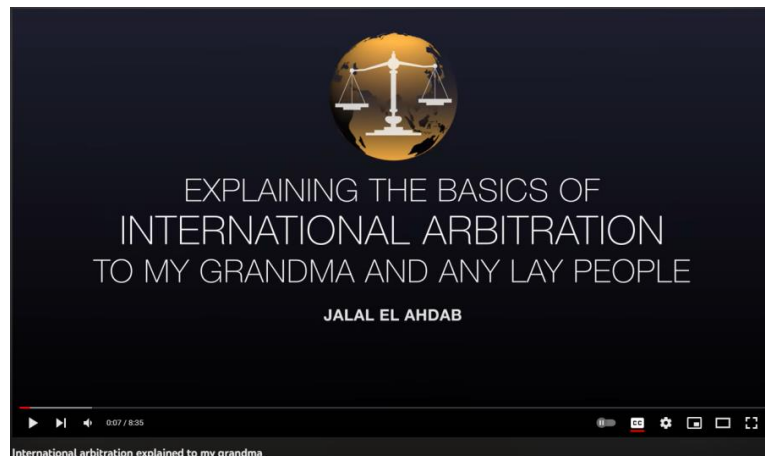 EXPLAINING THE BASICS OF
INTERNATIONAL ARBITRATION
TO MY GRANDMA AND ANY LAY PEOPLE
JALAL EL AHDAB
0:07 / 8:35
CC
International arbitration explained to my grandma